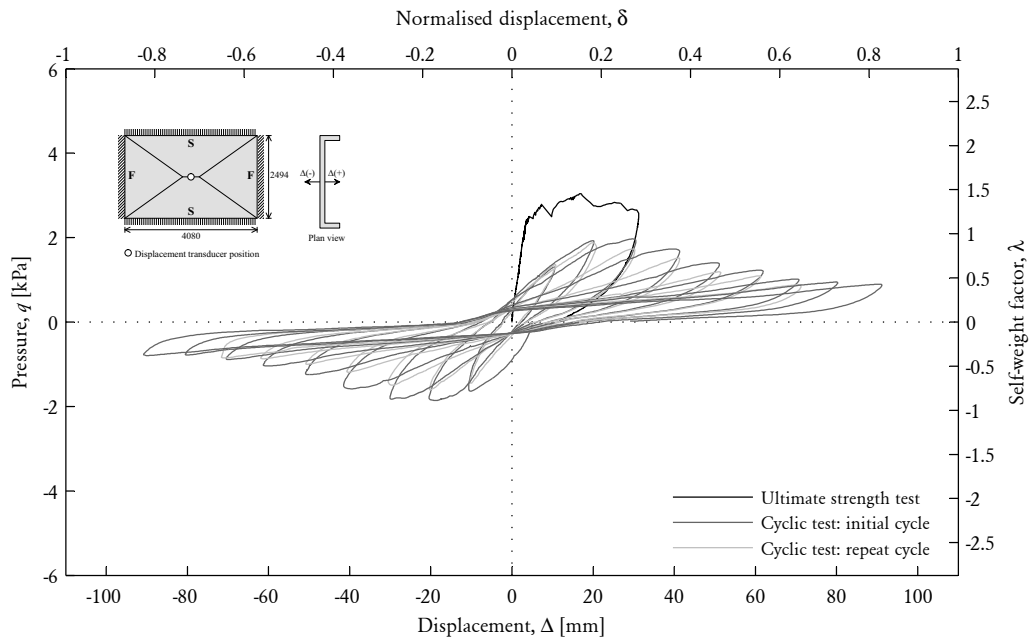 Normalised displacement, δ
-1 -0.8 -0.6 -0.4 -0.2 0 0.2 0.4 0.6 0.8 1
6
4
2
0
-2
-4
-6
Pressure, q [kPa]
2.5
2
1.5
1
0.5
0
-0.5
-1
-1.5
-2
-2.5
Self-weight factor, λ
S
F F
S
2494
4080
Δ(-) Δ(+)
Plan view
Displacement transducer position
Ultimate strength test
Cyclic test: initial cycle
Cyclic test: repeat cycle
-100 -80 -60 -40 -20 0 20 40 60 80 100
Displacement, Δ [mm]